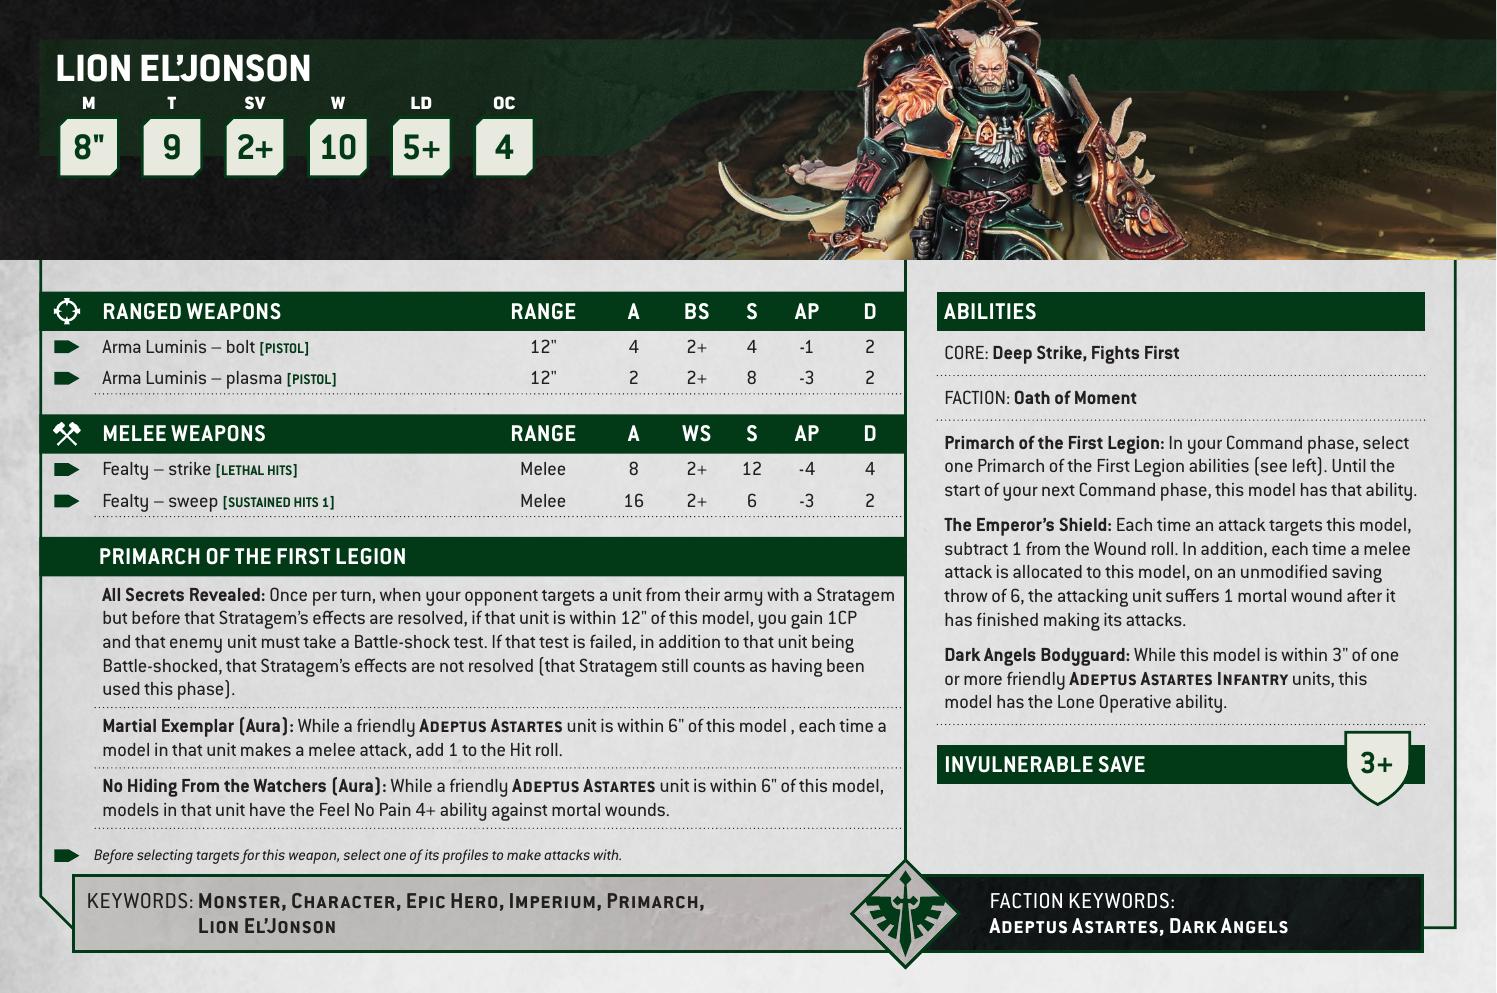 LION EL'JONSON
M T SV W LD OC
8" 9 2+ 10 5+ 4
RANGED WEAPONS RANGE A BS S AP D
Arma Luminis – bolt [PISTOL] 12" 4 2+ 4 -1 2
Arma Luminis – plasma [PISTOL] 12" 2 2+ 8 -3 2
MELEE WEAPONS RANGE A WS S AP D
Fealty – strike [LETHAL HITS] Melee 8 2+ 12 -4 4
Fealty – sweep [SUSTAINED HITS 1] Melee 16 2+ 6 -3 2
PRIMARCH OF THE FIRST LEGION
All Secrets Revealed: Once per turn, when your opponent targets a unit from their army with a Stratagem
but before that Stratagem's effects are resolved, if that unit is within 12" of this model, you gain 1CP
and that enemy unit must take a Battle-shock test. If that test is failed, in addition to that unit being
Battle-shocked, that Stratagem's effects are not resolved (that Stratagem still counts as having been
used this phase).
Martial Exemplar (Aura): While a friendly ADEPTUS ASTARTES unit is within 6" of this model , each time a
model in that unit makes a melee attack, add 1 to the Hit roll.
No Hiding From the Watchers (Aura): While a friendly ADEPTUS ASTARTES unit is within 6" of this model,
models in that unit have the Feel No Pain 4+ ability against mortal wounds.
Before selecting targets for this weapon, select one of its profiles to make attacks with.
ABILITIES
CORE: Deep Strike, Fights First
FACTION: Oath of Moment
Primarch of the First Legion: In your Command phase, select
one Primarch of the First Legion abilities (see left). Until the
start of your next Command phase, this model has that ability.
The Emperor's Shield: Each time an attack targets this model,
subtract 1 from the Wound roll. In addition, each time a melee
attack is allocated to this model, on an unmodified saving
throw of 6, the attacking unit suffers 1 mortal wound after it
has finished making its attacks.
Dark Angels Bodyguard: While this model is within 3" of one
or more friendly ADEPTUS ASTARTES INFANTRY units, this
model has the Lone Operative ability.
INVULNERABLE SAVE 3+
KEYWORDS: MONSTER, CHARACTER, EPIC HERO, IMPERIUM, PRIMARCH,
LION EL'JONSON
FACTION KEYWORDS:
ADEPTUS ASTARTES, DARK ANGELS